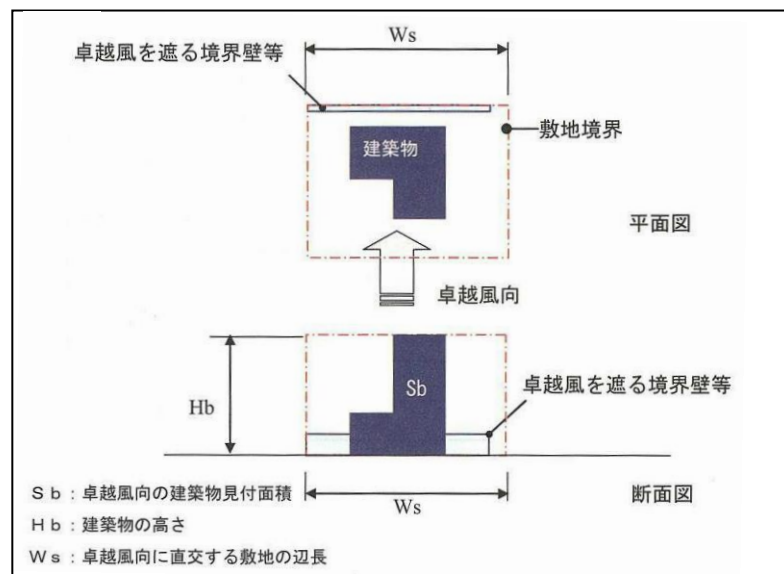 Ws
卓越風を遮る境界壁等
敷地境界
建築物
平面図
卓越風向
Hb
Sb
卓越風を遮る境界壁等
Ws
断面図
Ｓｂ：卓越風向の建築物見付面積
Ｈｂ：建築物の高さ
Ｗｓ：卓越風向に直交する敷地の辺長